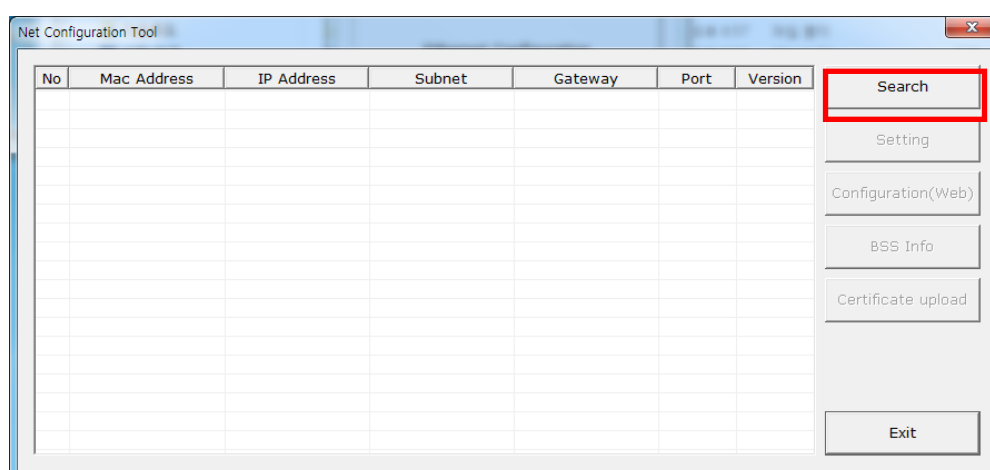 Net Configuration Tool
No Mac Address IP Address Subnet Gateway Port Version
Search
Setting
Configuration(Web)
BSS Info
Certificate upload
Exit